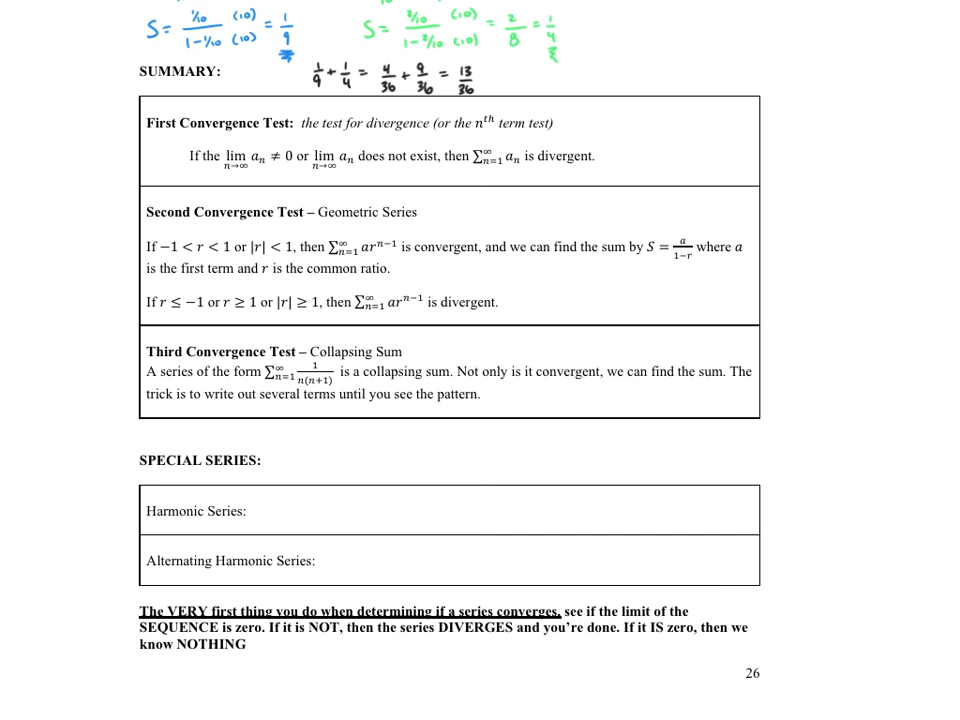 S = 1/10 (10) / 1-1/10 (10) = 1/9
S = 2/10 (10) / 1-2/10 (10) = 2/8 = 1/4
SUMMARY: 1/9 + 1/4 = 4/36 + 9/36 = 13/36
First Convergence Test: the test for divergence (or the n^th term test)
If the lim n→∞ a_n ≠ 0 or lim n→∞ a_n does not exist, then ∑_{n=1}^∞ a_n is divergent.
Second Convergence Test – Geometric Series
If −1 < r < 1 or |r| < 1, then ∑_{n=1}^∞ ar^{n−1} is convergent, and we can find the sum by S = a/(1−r) where a
is the first term and r is the common ratio.
If r ≤ −1 or r ≥ 1 or |r| ≥ 1, then ∑_{n=1}^∞ ar^{n−1} is divergent.
Third Convergence Test – Collapsing Sum
A series of the form ∑_{n=1}^∞ 1/(n(n+1)) is a collapsing sum. Not only is it convergent, we can find the sum. The
trick is to write out several terms until you see the pattern.
SPECIAL SERIES:
Harmonic Series:
Alternating Harmonic Series:
The VERY first thing you do when determining if a series converges, see if the limit of the
SEQUENCE is zero. If it is NOT, then the series DIVERGES and you're done. If it IS zero, then we
know NOTHING
26